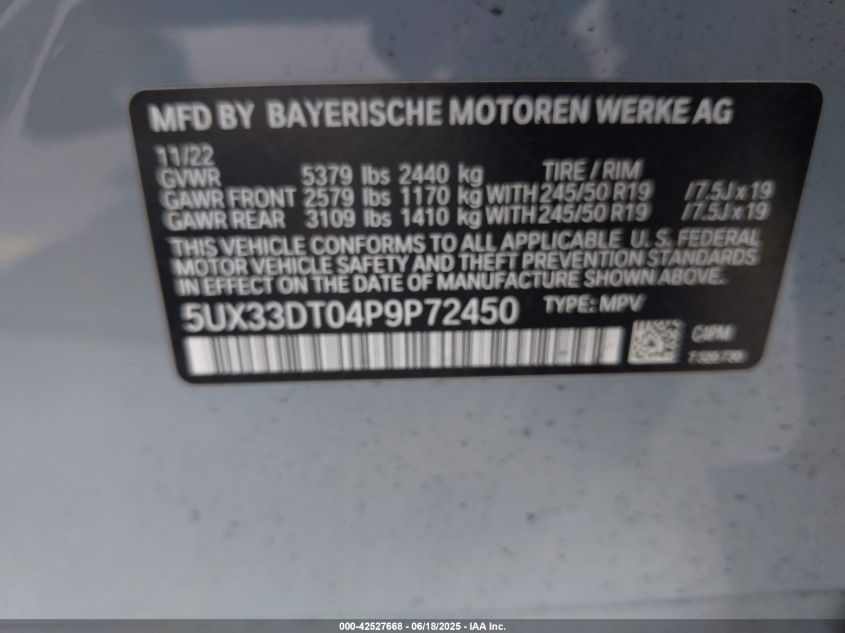 MFD BY BAYERISCHE MOTOREN WERKE AG
11/22
GVWR 5379 lbs 2440 kg TIRE / RIM
GAWR FRONT 2579 lbs 1170 kg WITH 245/50 R19 /7.5J x 19
GAWR REAR 3109 lbs 1410 kg WITH 245/50 R19 /7.5J x 19
THIS VEHICLE CONFORMS TO ALL APPLICABLE U. S. FEDERAL
MOTOR VEHICLE SAFETY AND THEFT PREVENTION STANDARDS
IN EFFECT ON THE DATE OF MANUFACTURE SHOWN ABOVE.
5UX33DT04P9P72450 TYPE: MPV
000-42527668 - 06/18/2025 - IAA Inc.